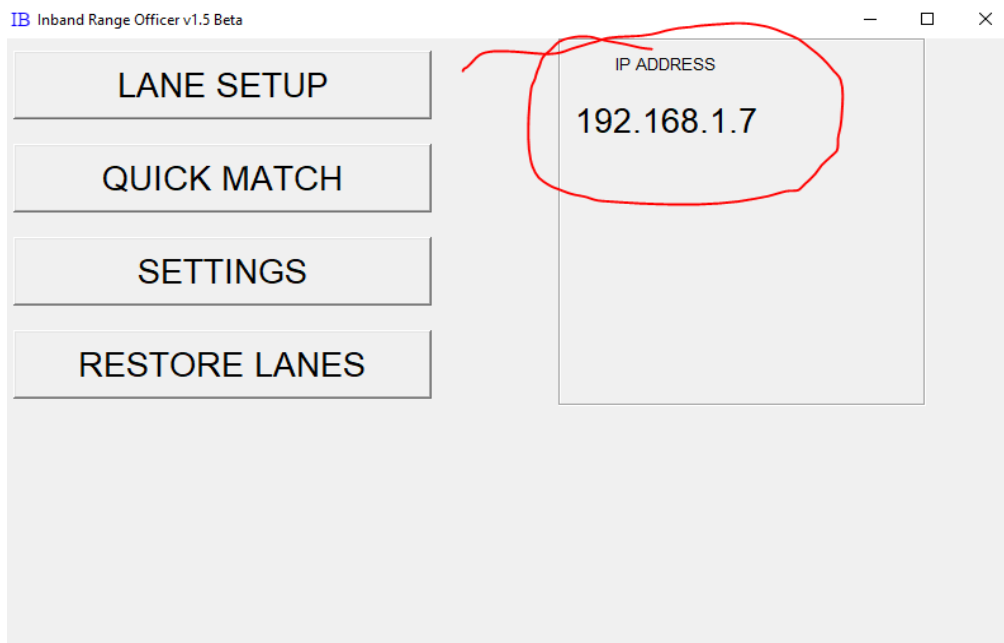 IB Inband Range Officer v1.5 Beta
LANE SETUP
QUICK MATCH
SETTINGS
RESTORE LANES
IP ADDRESS
192.168.1.7